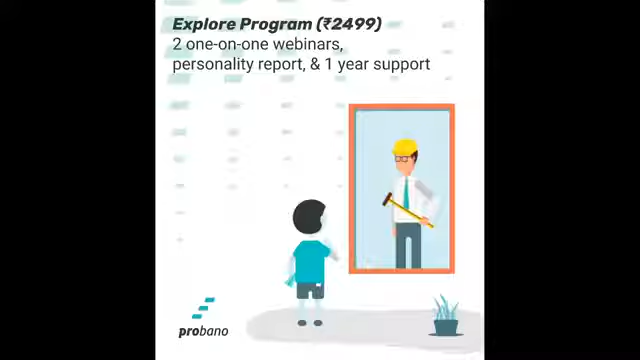 Explore Program (₹2499)
2 one-on-one webinars,
personality report, & 1 year support
probano